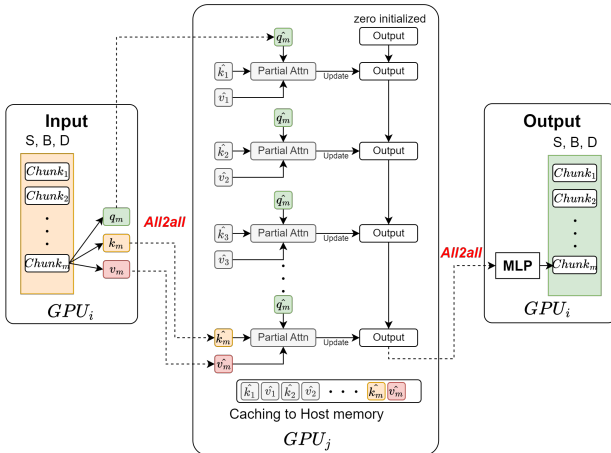 Input
S, B, D
Chunk₁
Chunk₂
Chunkₘ
qₘ
kₘ
vₘ
GPUᵢ
All2all
zero initialized
Output
q̂ₘ
k̂₁
v̂₁
Partial Attn
Update
Output
q̂ₘ
k̂₂
v̂₂
Partial Attn
Update
Output
q̂ₘ
k̂₃
v̂₃
Partial Attn
Update
Output
q̂ₘ
k̂ₘ
v̂ₘ
Partial Attn
Update
Output
k̂₁ v̂₁ k̂₂ v̂₂ · · · k̂ₘ v̂ₘ
Caching to Host memory
GPUⱼ
All2all
Output
S, B, D
Chunk₁
Chunk₂
MLP
Chunkₘ
GPUᵢ